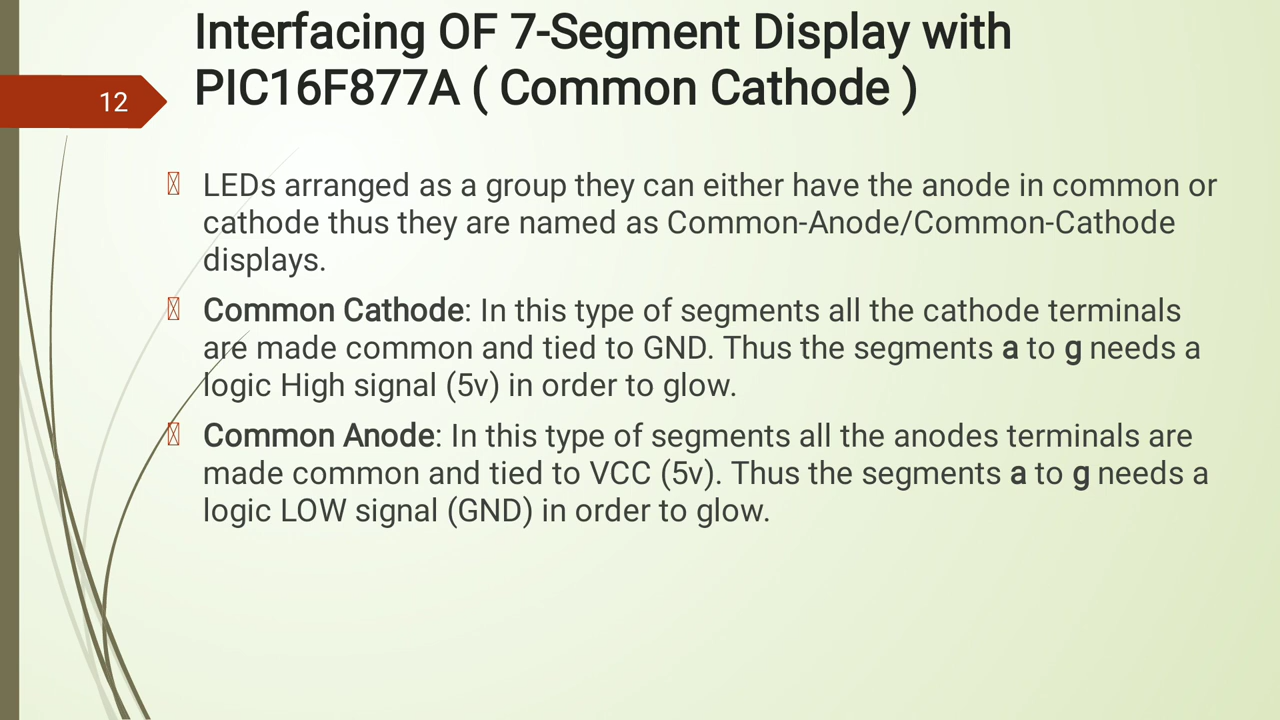 Interfacing OF 7-Segment Display with
PIC16F877A ( Common Cathode )
12
LEDs arranged as a group they can either have the anode in common or
cathode thus they are named as Common-Anode/Common-Cathode
displays.
Common Cathode: In this type of segments all the cathode terminals
are made common and tied to GND. Thus the segments a to g needs a
logic High signal (5v) in order to glow.
Common Anode: In this type of segments all the anodes terminals are
made common and tied to VCC (5v). Thus the segments a to g needs a
logic LOW signal (GND) in order to glow.